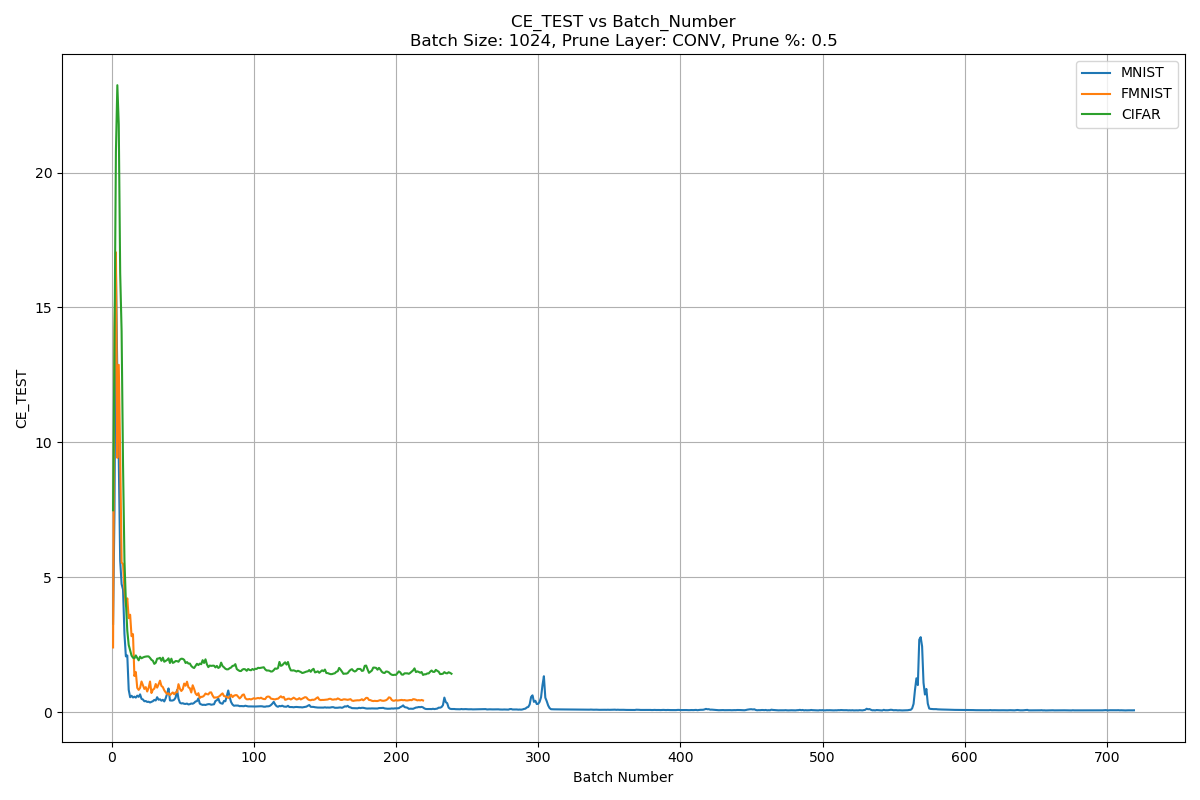 CE_TEST vs Batch_Number
Batch Size: 1024, Prune Layer: CONV, Prune %: 0.5
MNIST
FMNIST
CIFAR
CE_TEST
20
15
10
5
0
0 100 200 300 400 500 600 700
Batch Number